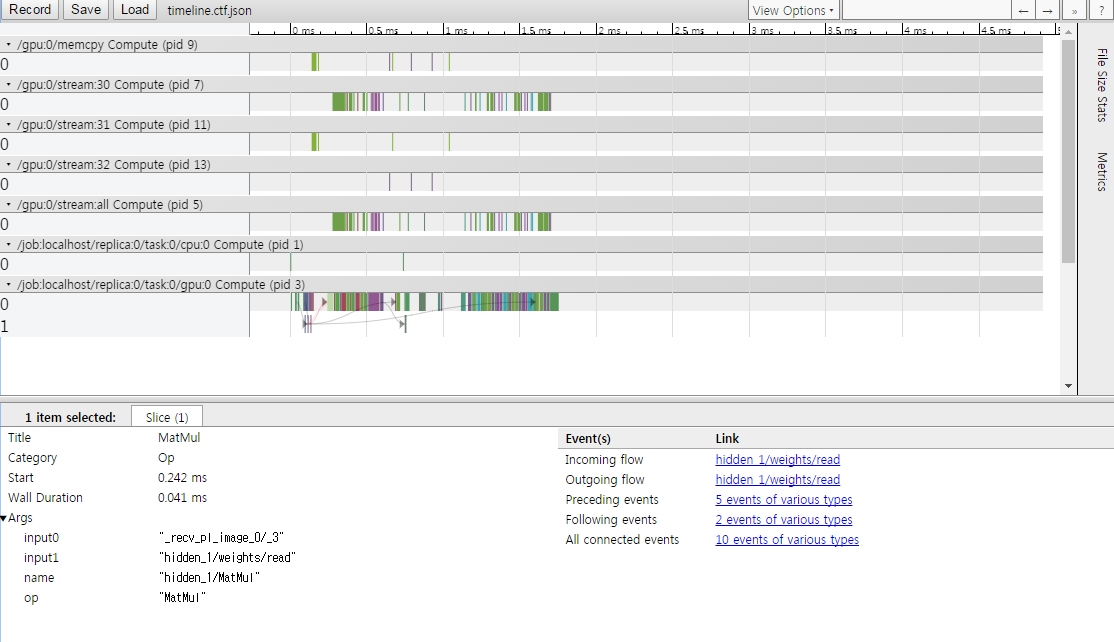 Record Save Load timeline.ctf.json View Options ▾ ← → » ?
0 ms 0.5 ms 1 ms 1.5 ms 2 ms 2.5 ms 3 ms 3.5 ms 4 ms 4.5 ms
/gpu:0/memcpy Compute (pid 9)
0
/gpu:0/stream:30 Compute (pid 7)
0
/gpu:0/stream:31 Compute (pid 11)
0
/gpu:0/stream:32 Compute (pid 13)
0
/gpu:0/stream:all Compute (pid 5)
0
/job:localhost/replica:0/task:0/cpu:0 Compute (pid 1)
0
/job:localhost/replica:0/task:0/gpu:0 Compute (pid 3)
0
1
File Size Stats
Metrics
1 item selected: Slice (1)
Title MatMul
Category Op
Start 0.242 ms
Wall Duration 0.041 ms
Args
input0 "_recv_pl_image_0/_3"
input1 "hidden_1/weights/read"
name "hidden_1/MatMul"
op "MatMul"
Event(s) Link
Incoming flow hidden_1/weights/read
Outgoing flow hidden_1/weights/read
Preceding events 5 events of various types
Following events 2 events of various types
All connected events 10 events of various types